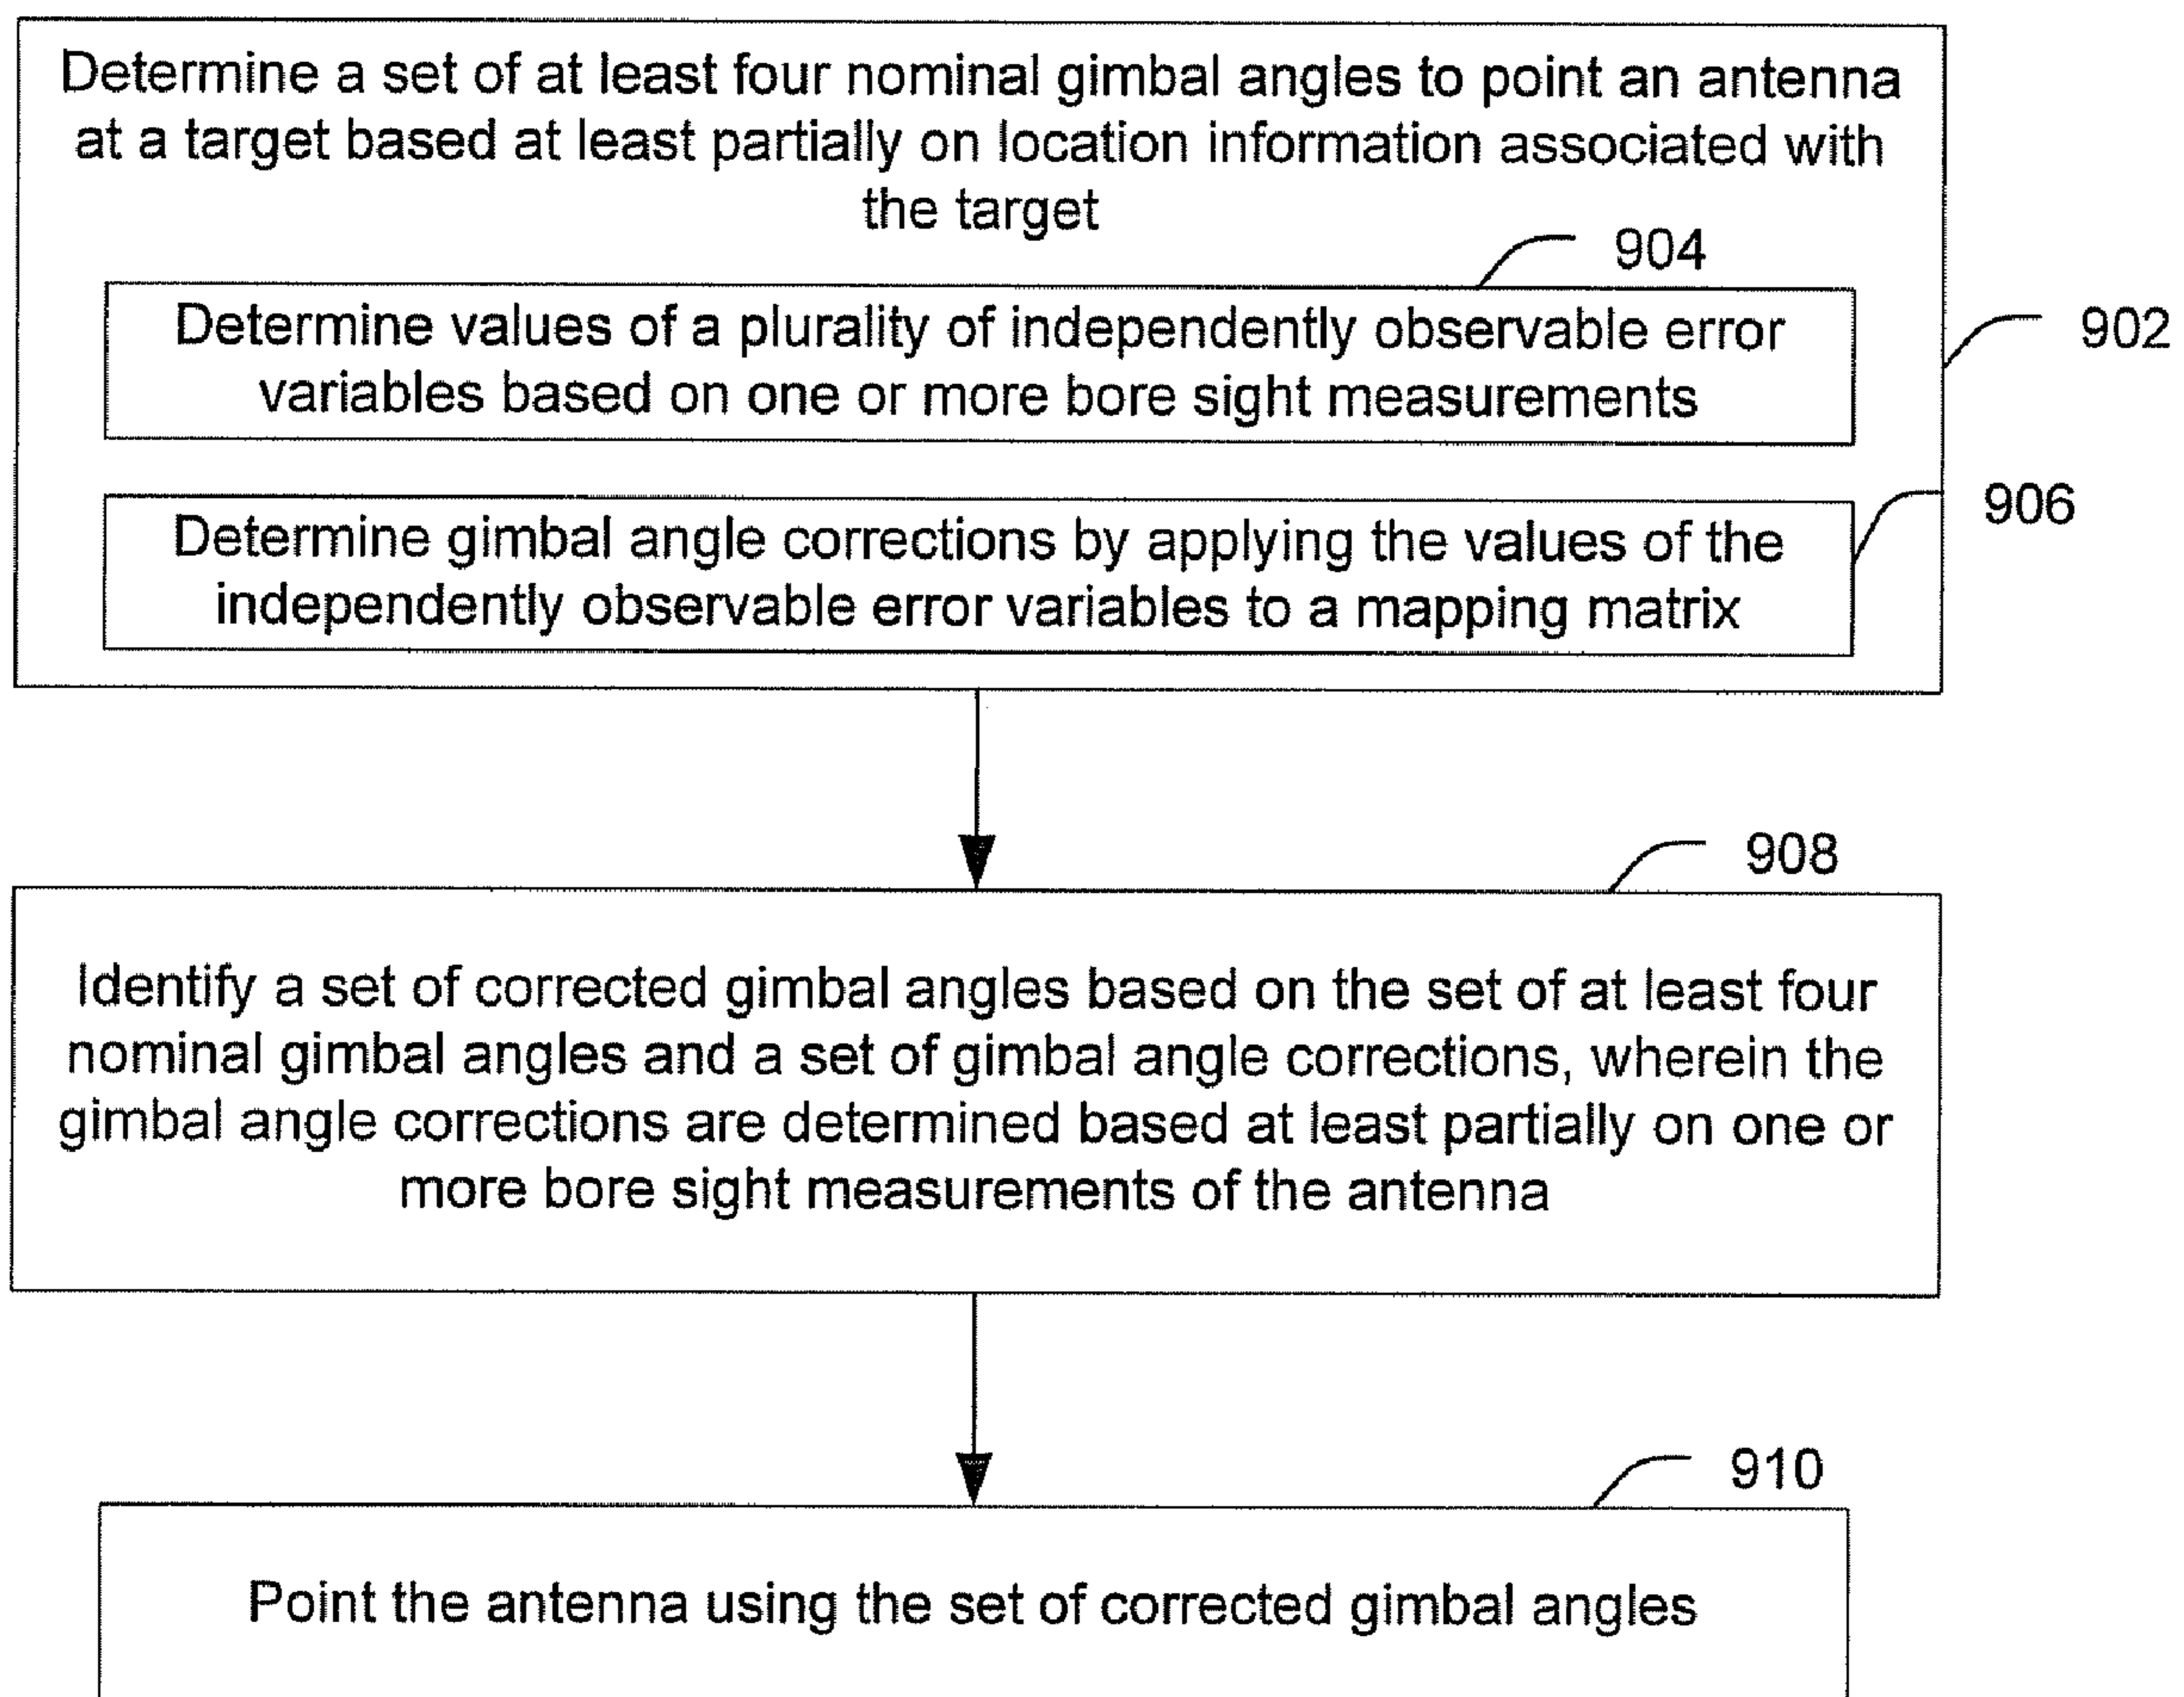 Determine a set of at least four nominal gimbal angles to point an antenna
at a target based at least partially on location information associated with
the target
904
Determine values of a plurality of independently observable error
variables based on one or more bore sight measurements
902
906
Determine gimbal angle corrections by applying the values of the
independently observable error variables to a mapping matrix
908
Identify a set of corrected gimbal angles based on the set of at least four
nominal gimbal angles and a set of gimbal angle corrections, wherein the
gimbal angle corrections are determined based at least partially on one or
more bore sight measurements of the antenna
910
Point the antenna using the set of corrected gimbal angles